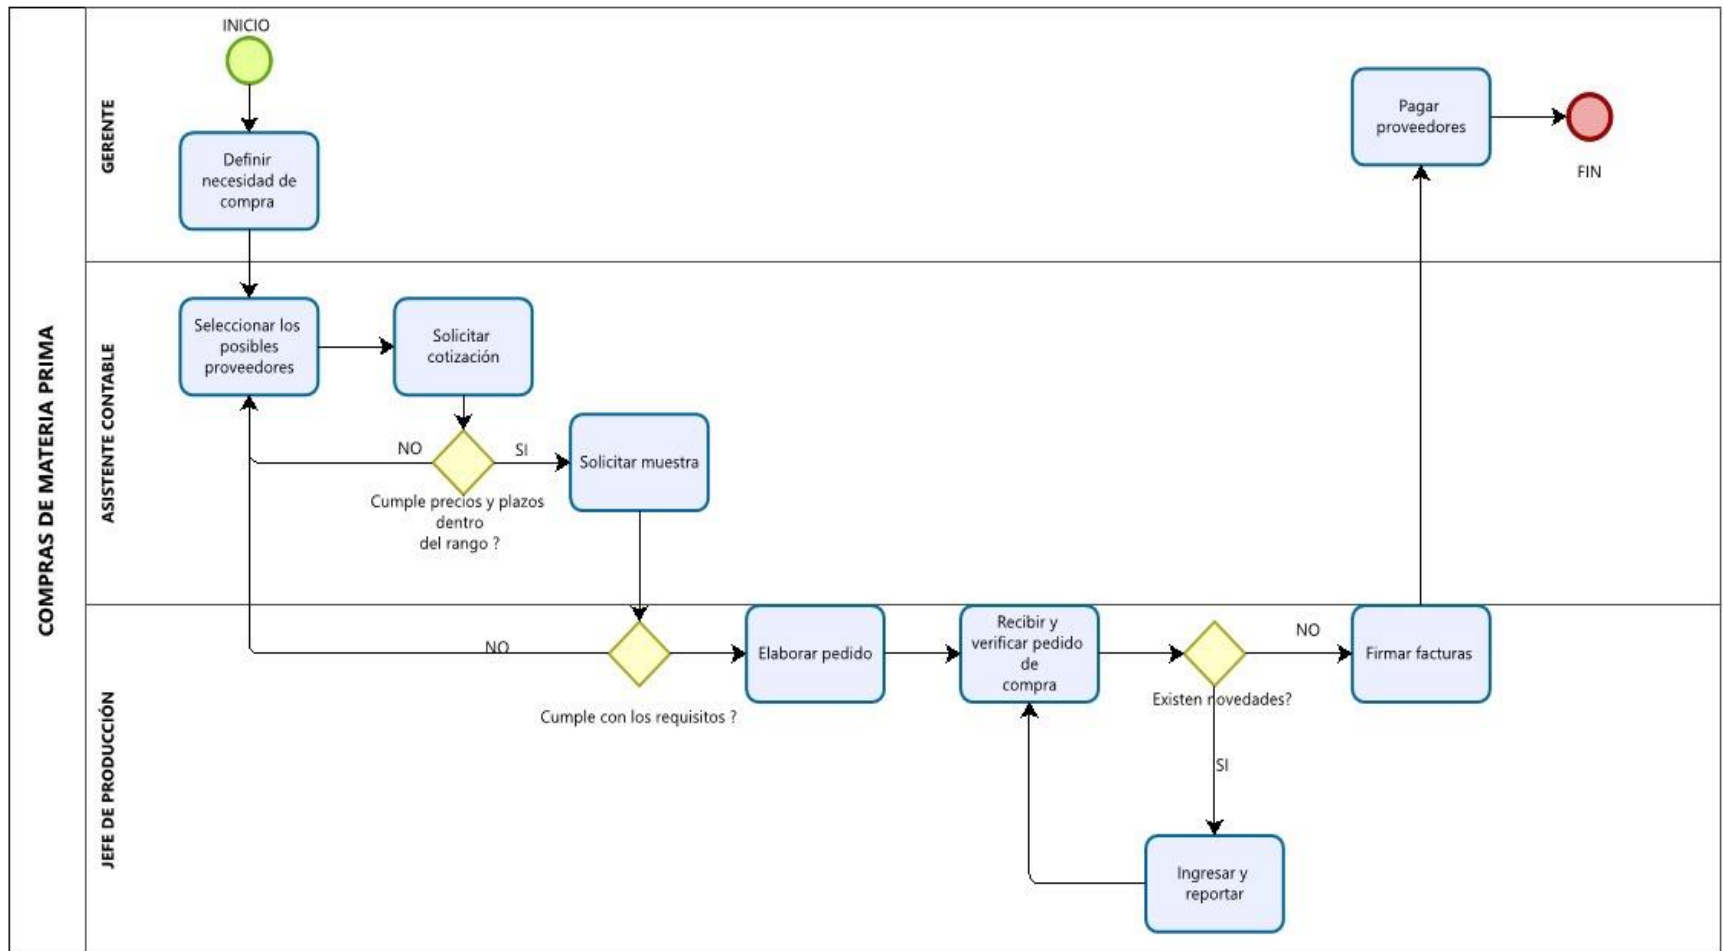 COMPRAS DE MATERIA PRIMA
GERENTE
INICIO
Definir
necesidad de
compra
Pagar
proveedores
FIN
ASISTENTE CONTABLE
Seleccionar los
posibles
proveedores
Solicitar
cotización
NO
SI
Cumple precios y plazos
dentro
del rango ?
Solicitar muestra
JEFE DE PRODUCCIÓN
NO
Cumple con los requisitos ?
Elaborar pedido
Recibir y
verificar pedido
de
compra
Existen novedades?
NO
SI
Firmar facturas
Ingresar y
reportar